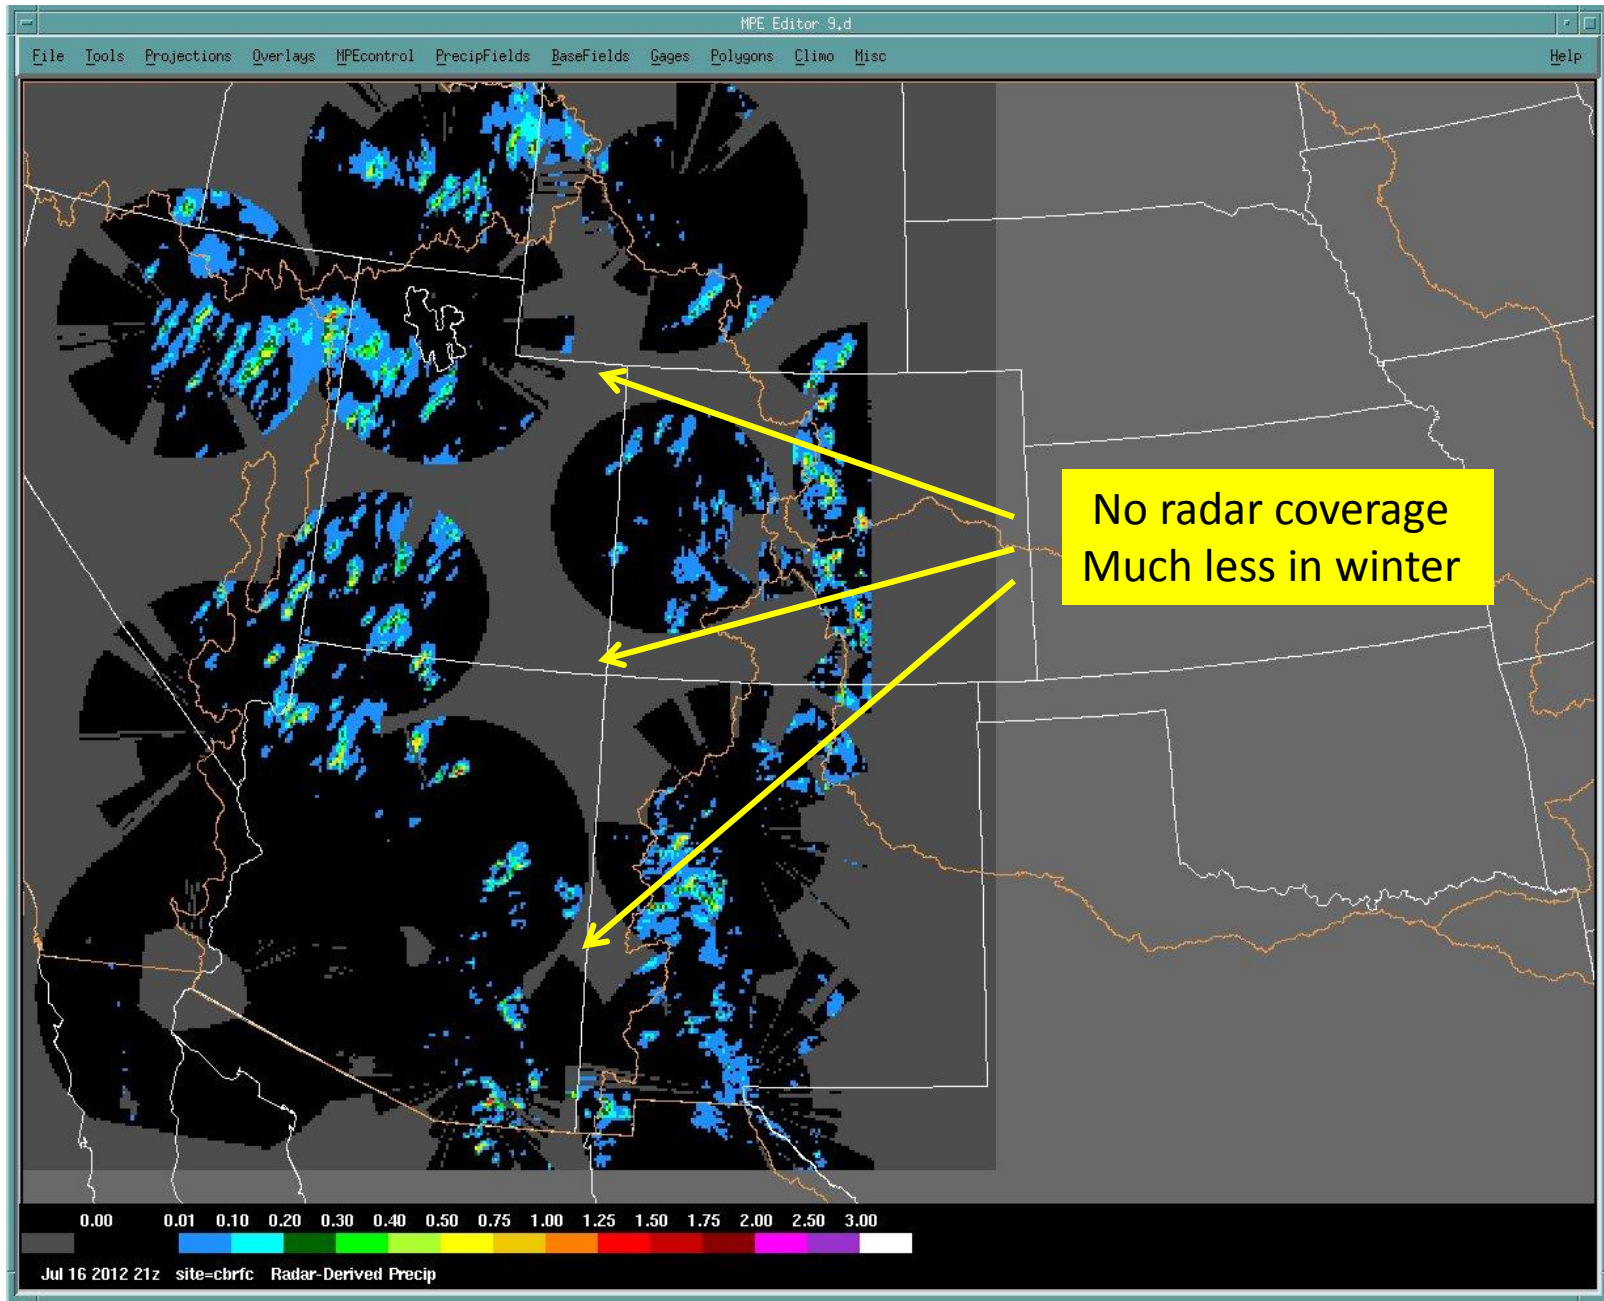 MPE Editor 9.d
File Tools Projections Overlays MPEcontrol PrecipFields BaseFields Gages Polygons Climo Misc Help
No radar coverage
Much less in winter
0.00 0.01 0.10 0.20 0.30 0.40 0.50 0.75 1.00 1.25 1.50 1.75 2.00 2.50 3.00
Jul 16 2012 21z site=cbrfc Radar-Derived Precip